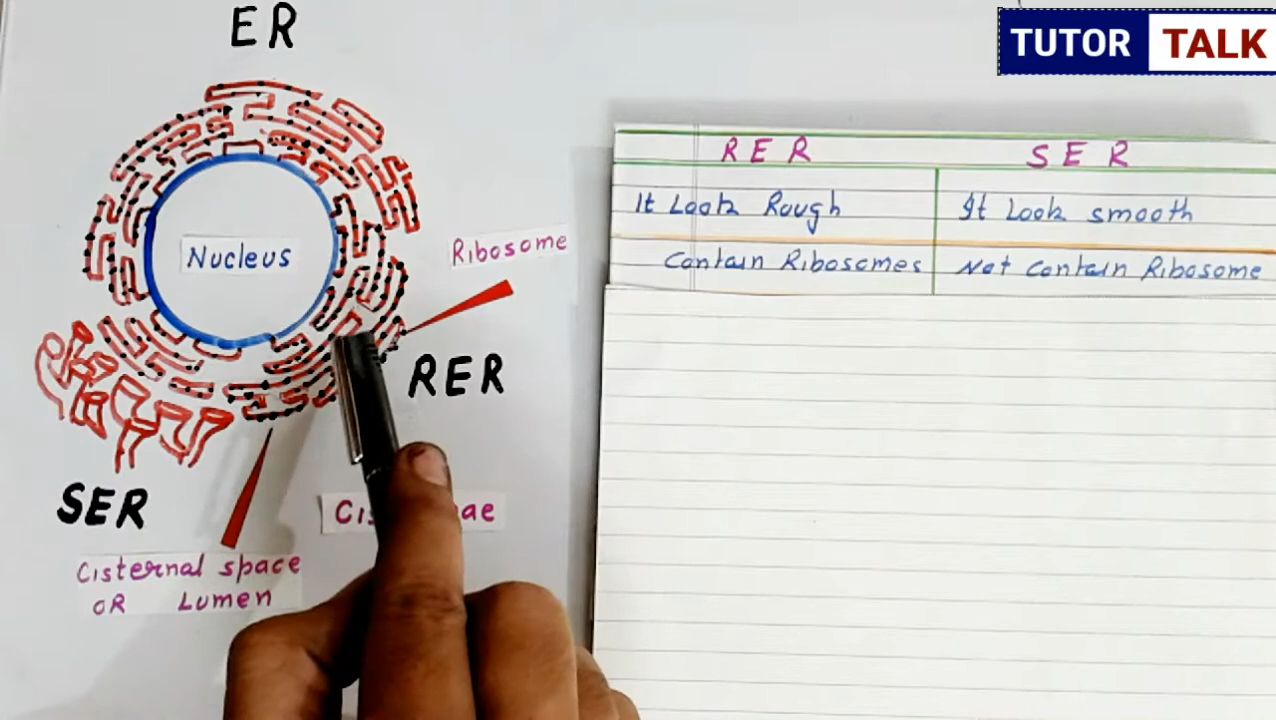 ER
TUTOR TALK
Nucleus
Ribosome
RER
SER
Cisternal space
OR Lumen
RER SER
It Look Rough It Look smooth
Contain Ribosomes Not Contain Ribosome